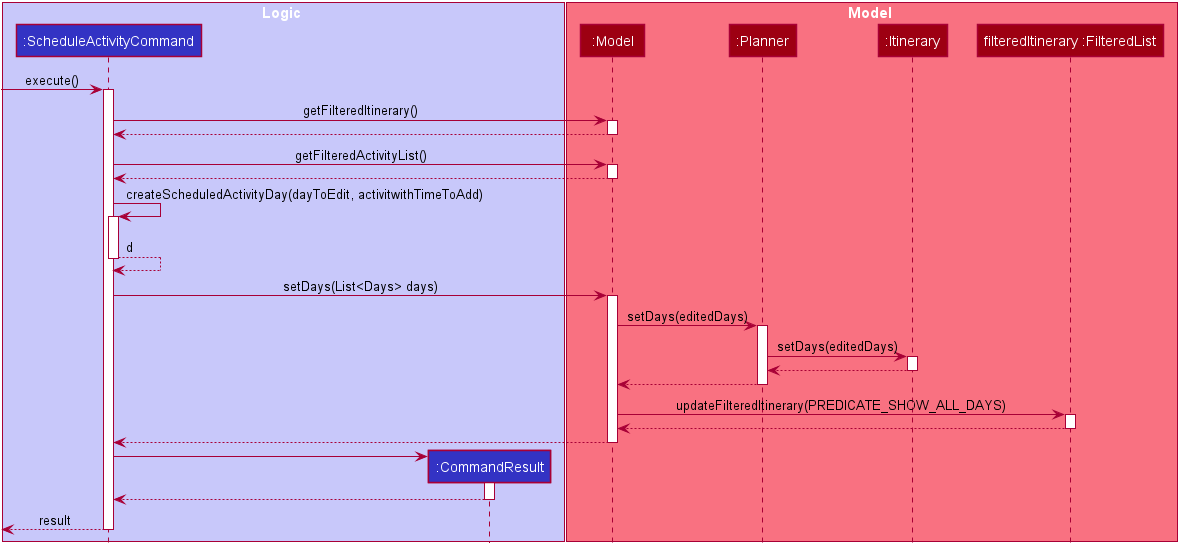 Logic
Model
:ScheduleActivityCommand
:Model
:Planner
:Itinerary
filteredItinerary :FilteredList
execute()
getFilteredItinerary()
getFilteredActivityList()
createScheduledActivityDay(dayToEdit, activitwithTimeToAdd)
d
setDays(List<Days> days)
setDays(editedDays)
setDays(editedDays)
updateFilteredItinerary(PREDICATE_SHOW_ALL_DAYS)
:CommandResult
result